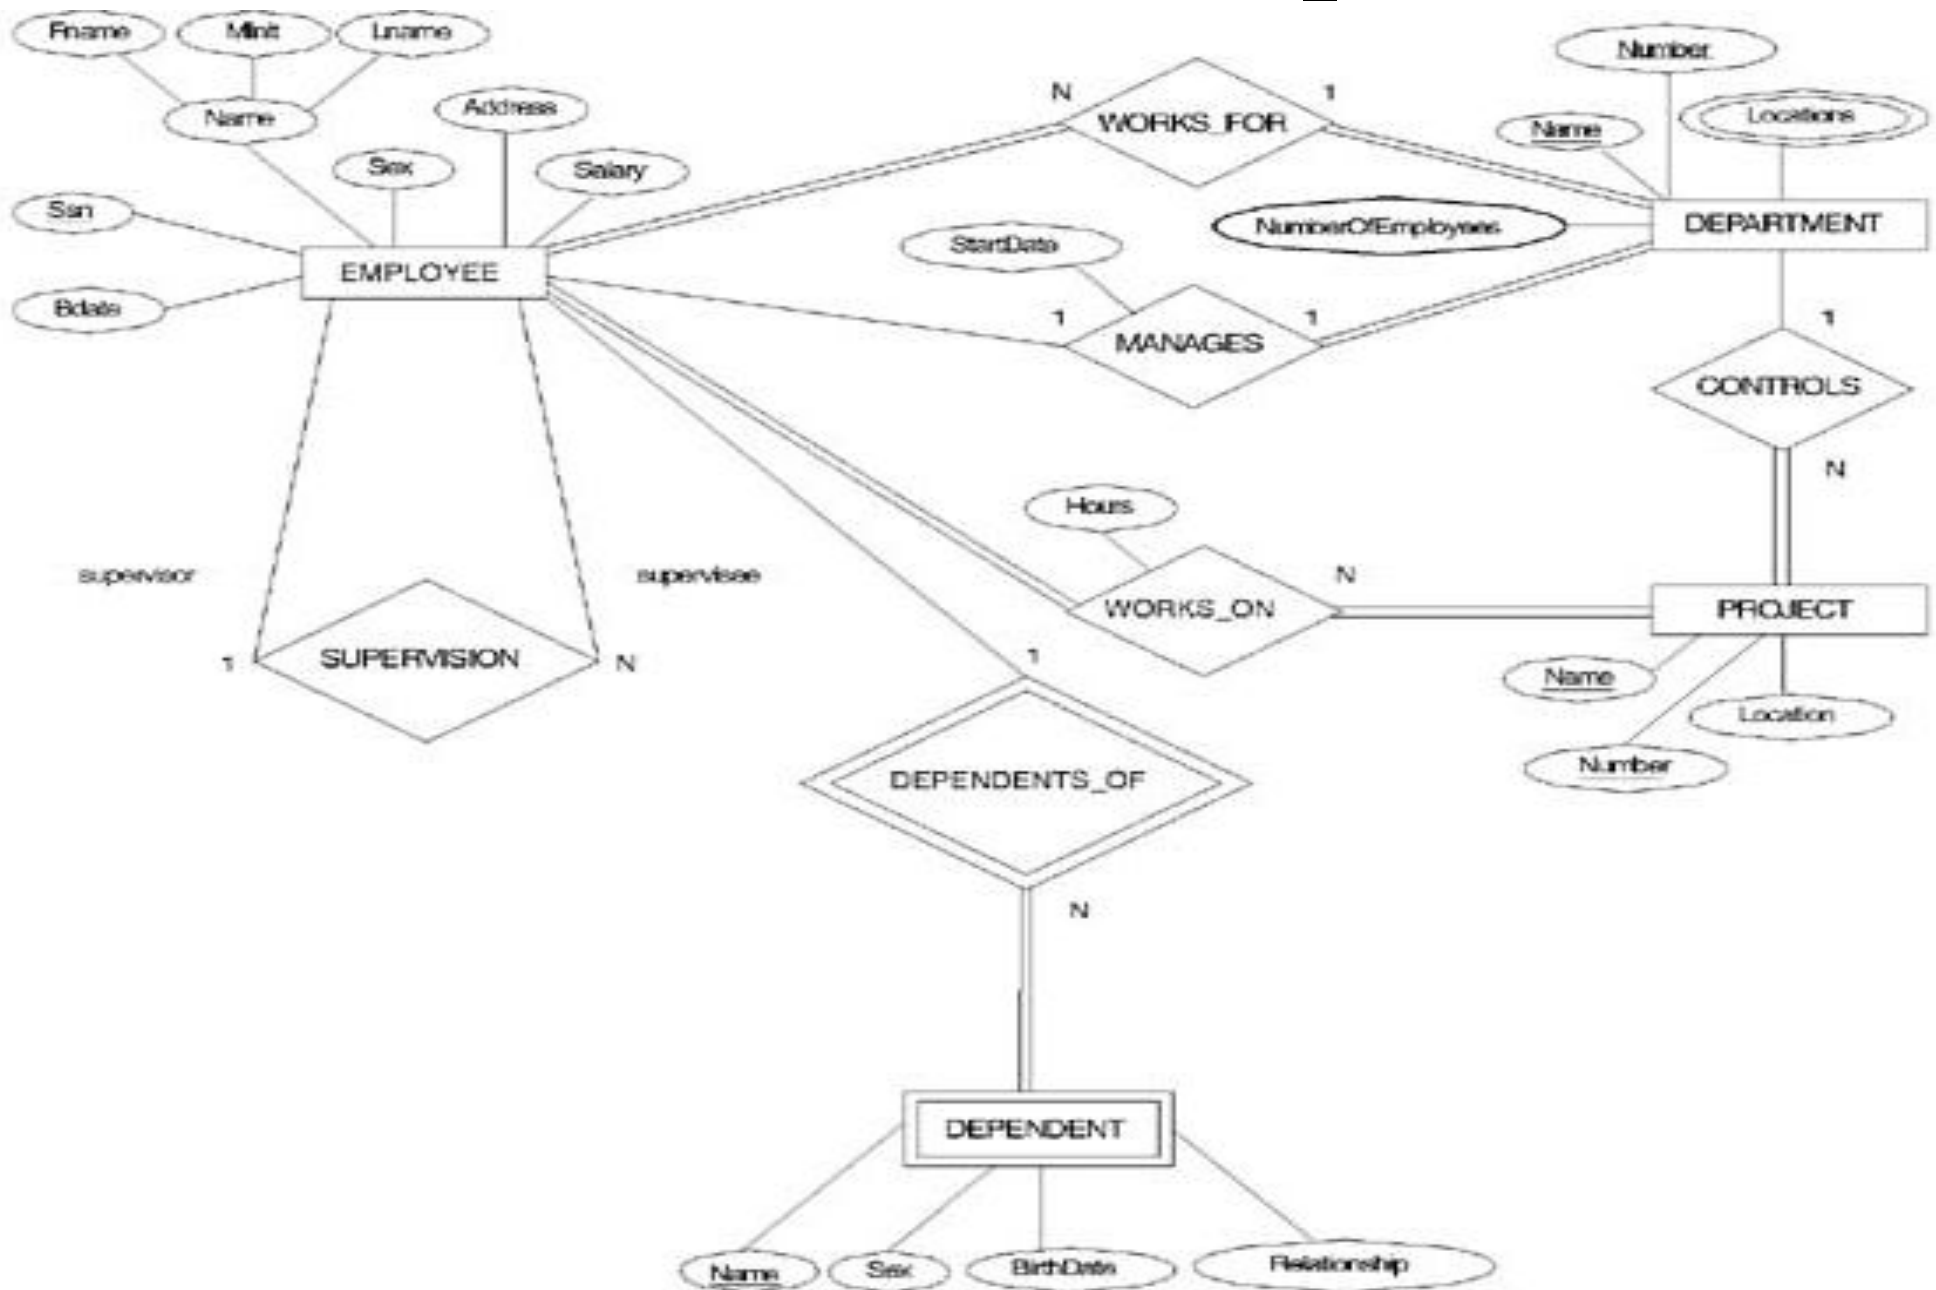 Fname
Minit
Lname
Number
Address
N
1
Name
WORKS_FOR
Name
Locations
Sex
Salary
Ssn
NumberOfEmployees
DEPARTMENT
StartDate
EMPLOYEE
Bdate
1
1
1
MANAGES
CONTROLS
N
Hours
supervisor
supervisee
N
WORKS_ON
PROJECT
1
SUPERVISION
N
1
Name
Location
Number
DEPENDENTS_OF
N
DEPENDENT
Name
Sex
BirthDate
Relationship